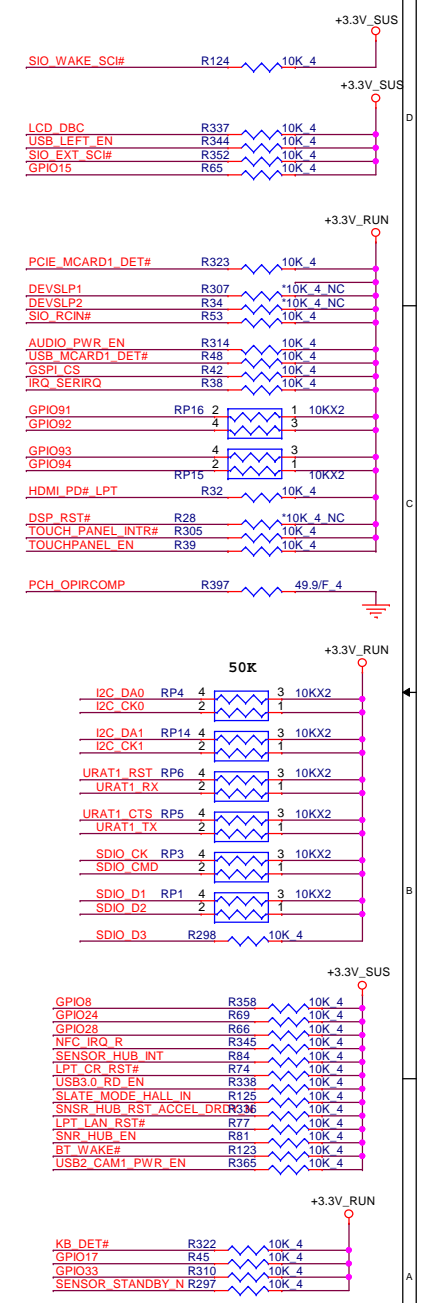 +3.3V_SUS
SIO_WAKE_SCI# R124 10K_4
+3.3V_SUS
D
LCD_DBC R337 10K_4
USB_LEFT_EN R344 10K_4
SIO_EXT_SCI# R352 10K_4
GPIO15 R65 10K_4
+3.3V_RUN
PCIE_MCARD1_DET# R323 10K_4
DEVSLP1 R307 *10K_4_NC
DEVSLP2 R34 *10K_4_NC
SIO_RCIN# R53 10K_4
AUDIO_PWR_EN R314 10K_4
USB_MCARD1_DET# R48 10K_4
GSPI_CS R42 10K_4
IRQ_SERIRQ R38 10K_4
GPIO91 RP16 2 1 10KX2
GPIO92 4 3
GPIO93 4 3
GPIO94 2 1
RP15 10KX2
HDMI_PD#_LPT R32 10K_4
C
DSP_RST# R28 *10K_4_NC
TOUCH_PANEL_INTR# R305 10K_4
TOUCHPANEL_EN R39 10K_4
PCH_OPIRCOMP R397 49.9/F_4
+3.3V_RUN
50K
I2C_DA0 RP4 4 3 10KX2
I2C_CK0 2 1
I2C_DA1 RP14 4 3 10KX2
I2C_CK1 2 1
URAT1_RST RP6 4 3 10KX2
URAT1_RX 2 1
URAT1_CTS RP5 4 3 10KX2
URAT1_TX 2 1
SDIO_CK RP3 4 3 10KX2
SDIO_CMD 2 1
B
SDIO_D1 RP1 4 3 10KX2
SDIO_D2 2 1
SDIO_D3 R298 10K_4
+3.3V_SUS
GPIO8 R358 10K_4
GPIO24 R69 10K_4
GPIO28 R66 10K_4
NFC_IRQ_R R345 10K_4
SENSOR_HUB_INT R84 10K_4
LPT_CR_RST# R74 10K_4
USB3.0_RD_EN R338 10K_4
SLATE_MODE_HALL_IN R125 10K_4
SNSR_HUB_RST_ACCEL_DRDY_N R336 10K_4
LPT_LAN_RST# R77 10K_4
SNR_HUB_EN R81 10K_4
BT_WAKE# R123 10K_4
USB2_CAM1_PWR_EN R365 10K_4
+3.3V_RUN
KB_DET# R322 10K_4
GPIO17 R45 10K_4
GPIO33 R310 10K_4
A
SENSOR_STANDBY_N R297 10K_4